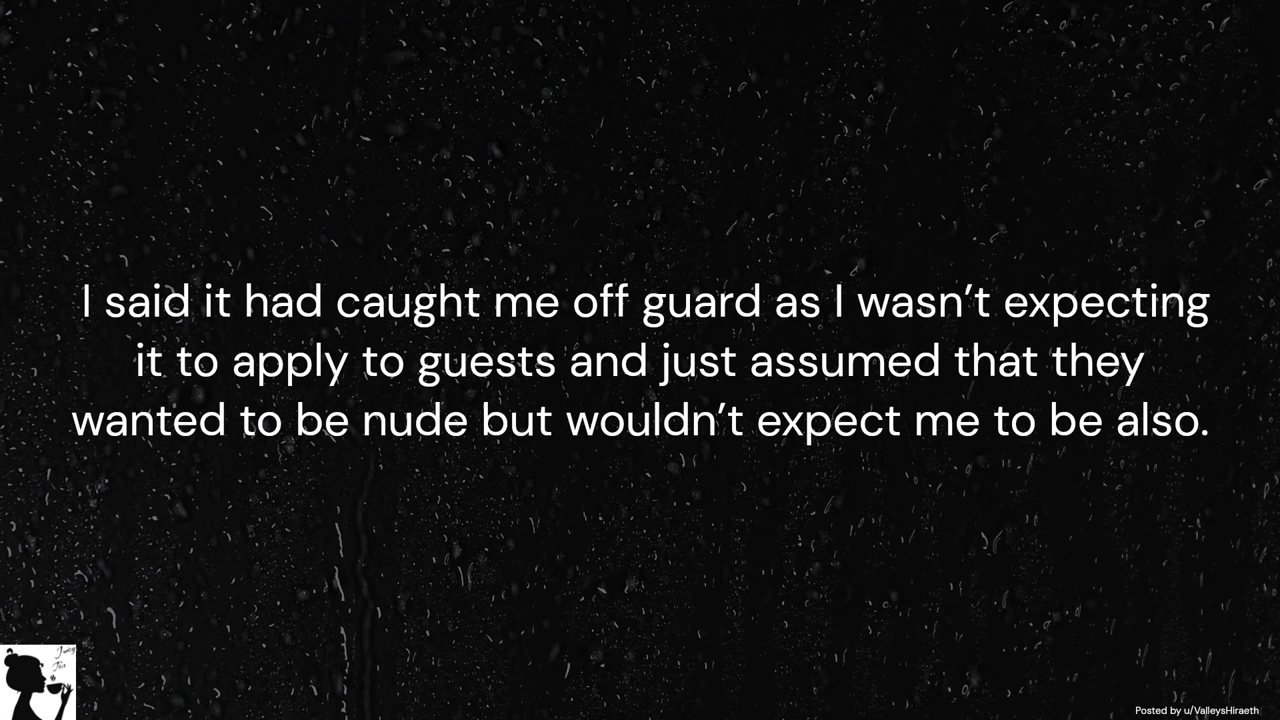 I said it had caught me off guard as I wasn’t expecting
it to apply to guests and just assumed that they
wanted to be nude but wouldn’t expect me to be also.
Posted by u/ValleysHiraeth